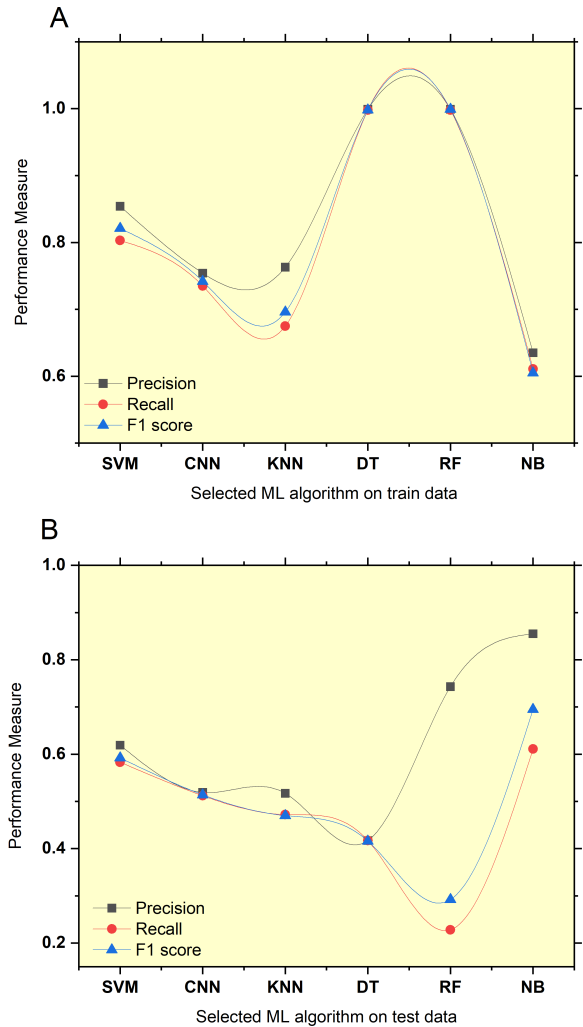 A
Performance Measure
1.0
0.8
0.6
Precision
Recall
F1 score
SVM CNN KNN DT RF NB
Selected ML algorithm on train data
B
Performance Measure
1.0
0.8
0.6
0.4
0.2
Precision
Recall
F1 score
SVM CNN KNN DT RF NB
Selected ML algorithm on test data